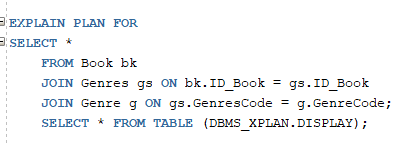 EXPLAIN PLAN FOR
SELECT *
FROM Book bk
JOIN Genres gs ON bk.ID_Book = gs.ID_Book
JOIN Genre g ON gs.GenresCode = g.GenreCode;
SELECT * FROM TABLE (DBMS_XPLAN.DISPLAY);